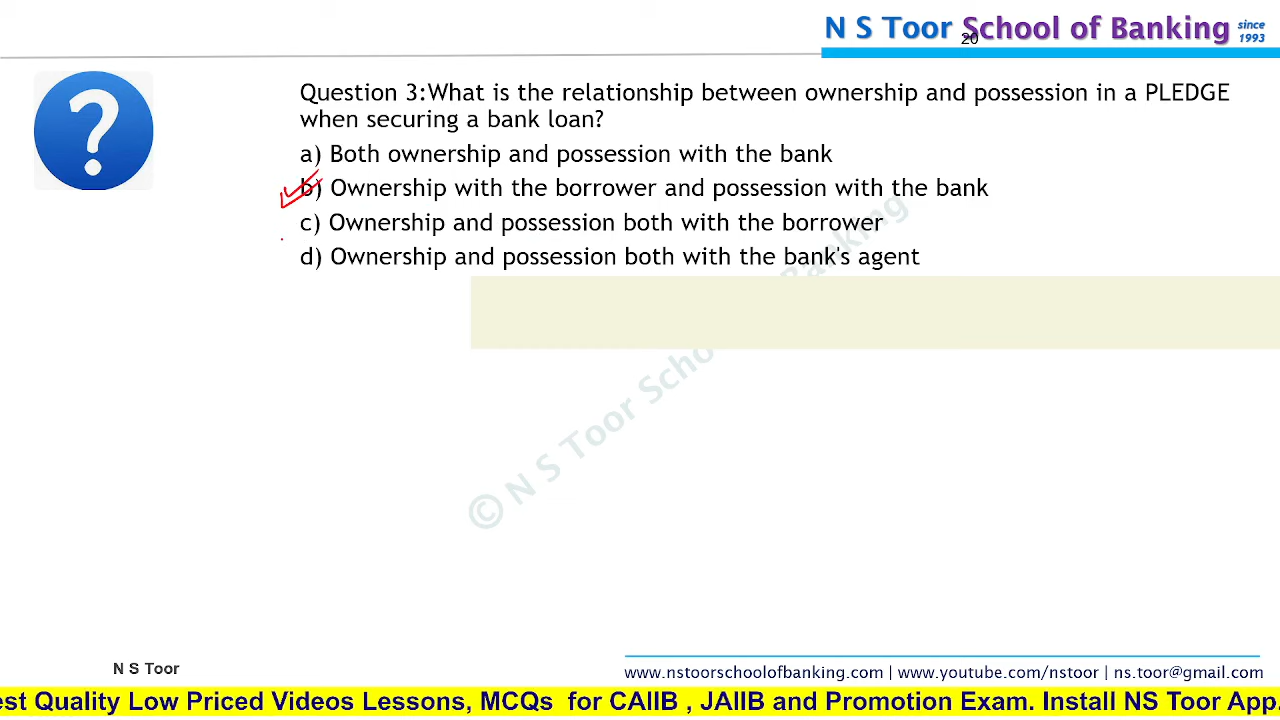 N S Toor School of Banking since 1993
20
Question 3:What is the relationship between ownership and possession in a PLEDGE
when securing a bank loan?
a) Both ownership and possession with the bank
b) Ownership with the borrower and possession with the bank
c) Ownership and possession both with the borrower
d) Ownership and possession both with the bank's agent
© N S Toor Scho Banking
N S Toor
www.nstoorschoolofbanking.com | www.youtube.com/nstoor | ns.toor@gmail.com
est Quality Low Priced Videos Lessons, MCQs for CAIIB , JAIIB and Promotion Exam. Install NS Toor App.